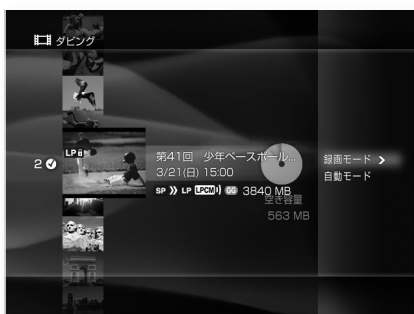 ダビング
LP
2
第41回 少年ベースボール...
3/21(日) 15:00
SP LP LPCM GG 3840 MB
空き容量
563 MB
録画モード >
自動モード